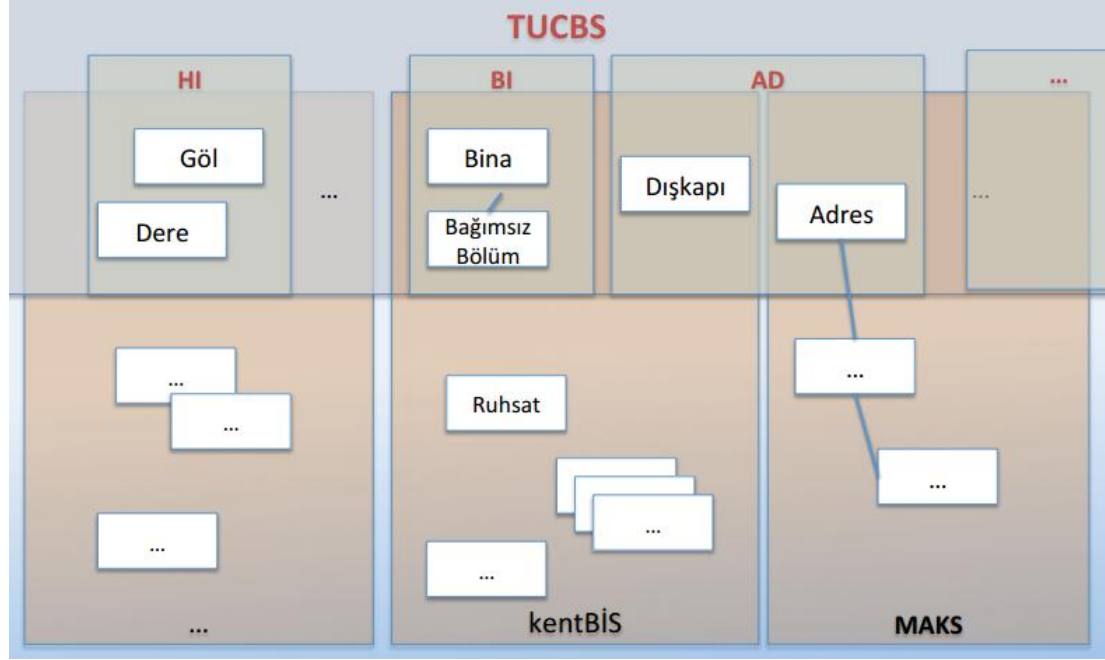 TUCBS
HI
BI
AD
...
Göl
Dere
...
Bina
Bağımsız
Bölüm
Dışkapı
Adres
...
...
...
...
...
Ruhsat
...
...
kentBİS
...
...
MAKS